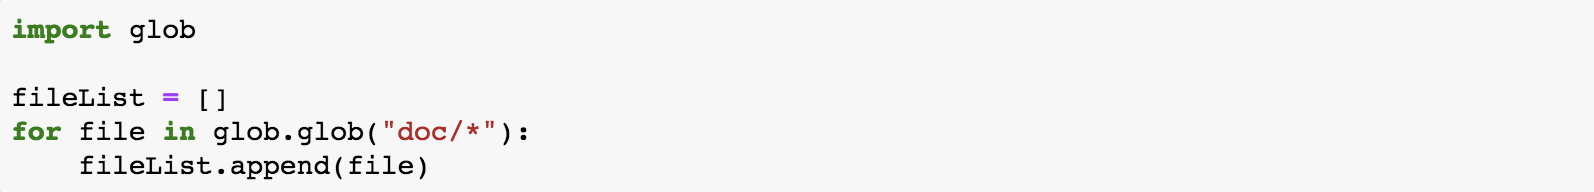 import glob

fileList = []
for file in glob.glob("doc/*"):
    fileList.append(file)